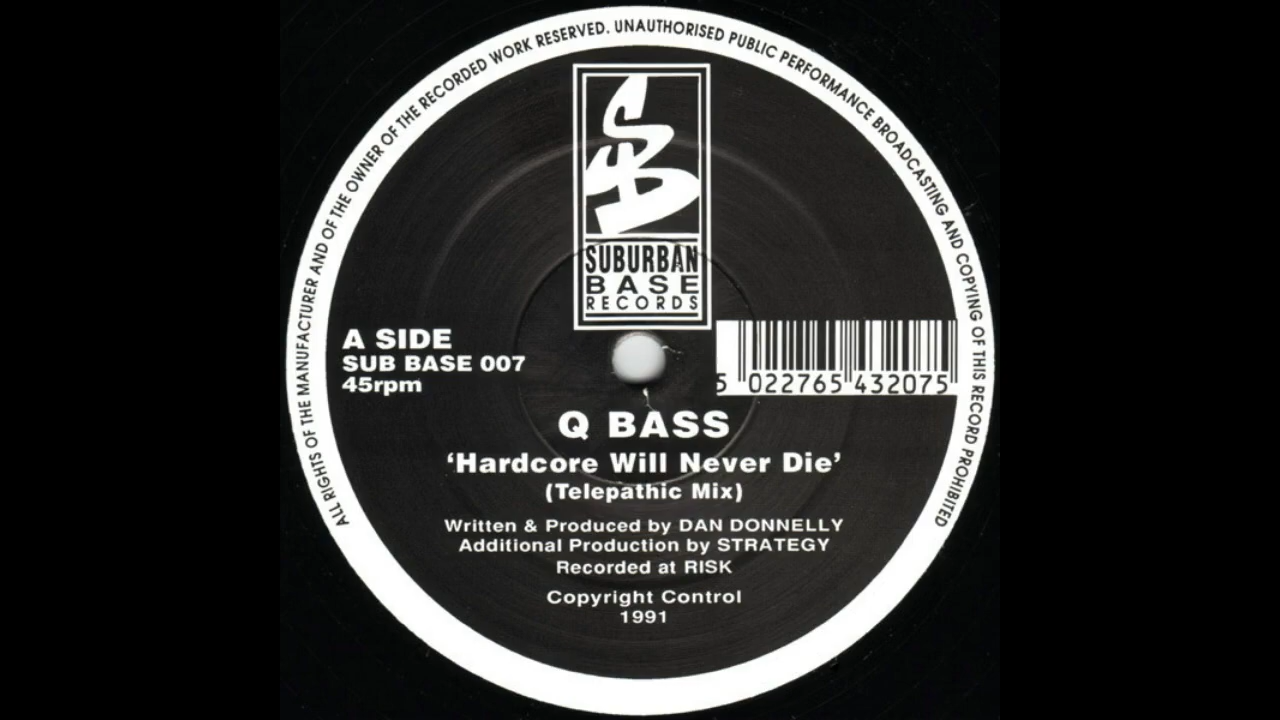 ALL RIGHTS OF THE MANUFACTURER AND OF THE OWNER OF THE RECORDED WORK RESERVED. UNAUTHORISED PUBLIC PERFORMANCE BROADCASTING AND COPYING OF THIS RECORD PROHIBITED
SUBURBAN
BASE
RECORDS
A SIDE
SUB BASE 007
45rpm
5 022765 432075
Q BASS
‘Hardcore Will Never Die’
(Telepathic Mix)
Written & Produced by DAN DONNELLY
Additional Production by STRATEGY
Recorded at RISK
Copyright Control
1991